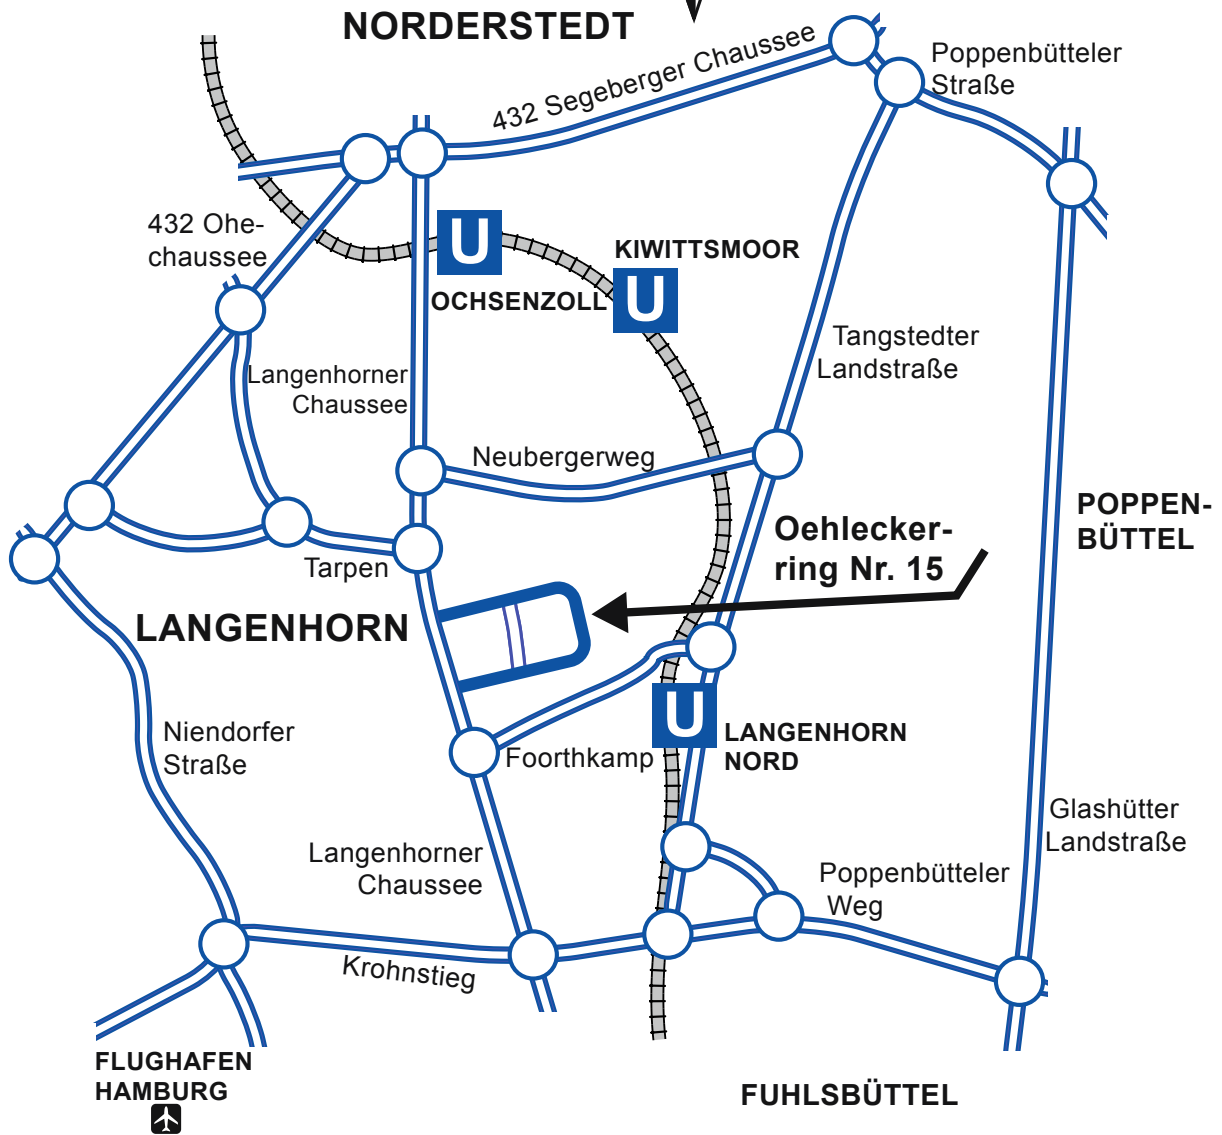 NORDERSTEDT
432 Segeberger Chaussee
Poppenbütteler
Straße
432 Ohe-
chaussee
U
OCHSENZOLL
KIWITTSMOOR
U
Tangstedter
Landstraße
Langenhorner
Chaussee
Neubergerweg
POPPEN-
BÜTTEL
Oehlecker-
ring Nr. 15
Tarpen
LANGENHORN
Niendorfer
Straße
U
LANGENHORN
NORD
Foorthkamp
Glashütter
Landstraße
Langenhorner
Chaussee
Poppenbütteler
Weg
Krohnstieg
FLUGHAFEN
HAMBURG
FUHLSBÜTTEL